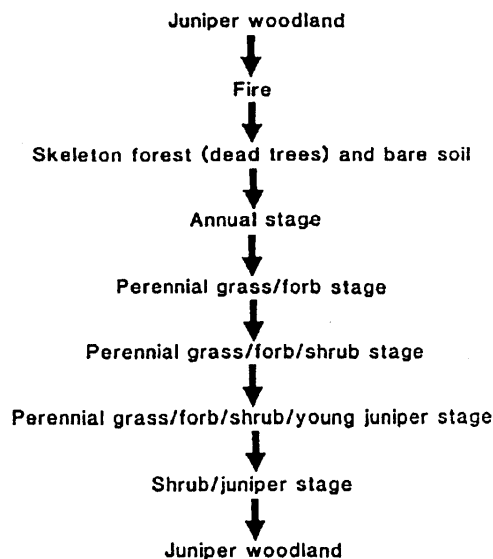 Juniper woodland
Fire
Skeleton forest (dead trees) and bare soil
Annual stage
Perennial grass/forb stage
Perennial grass/forb/shrub stage
Perennial grass/forb/shrub/young juniper stage
Shrub/juniper stage
Juniper woodland